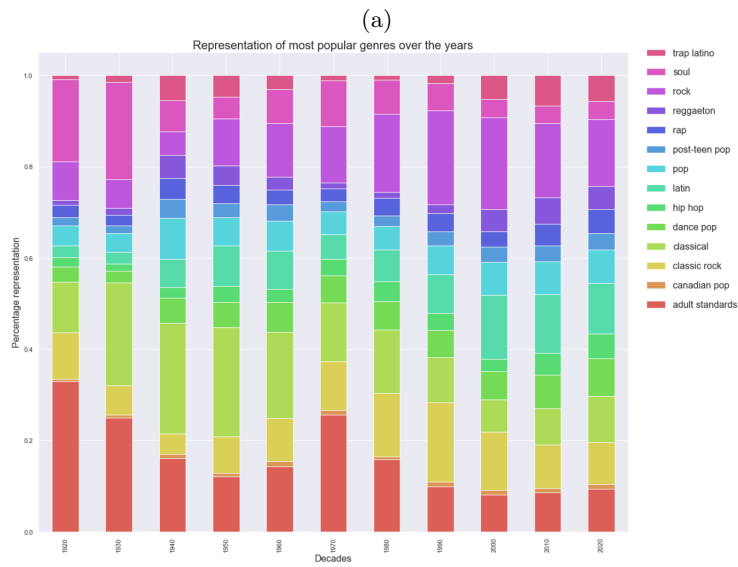 (a)
Representation of most popular genres over the years
Percentage representation
1.0
0.8
0.6
0.4
0.2
0.0
1920
1930
1940
1950
1960
1970
1980
1990
2000
2010
2020
Decades
trap latino
soul
rock
reggaeton
rap
post-teen pop
pop
latin
hip hop
dance pop
classical
classic rock
canadian pop
adult standards